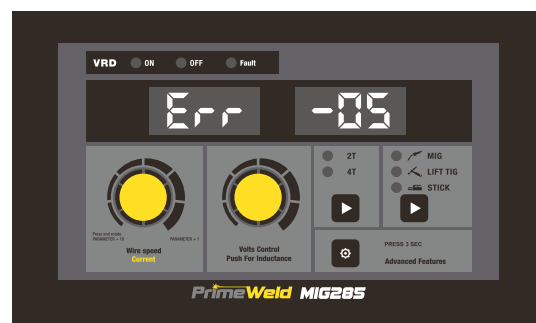 VRD ON OFF Fault
Err -05
2T
4T
MIG
LIFT TIG
STICK
Press and rotate
PARAMETER × 10 PARAMETER × 1
Wire speed
Current
Volts Control
Push For Inductance
PRESS 3 SEC
Advanced Features
PrimeWeld MIG285